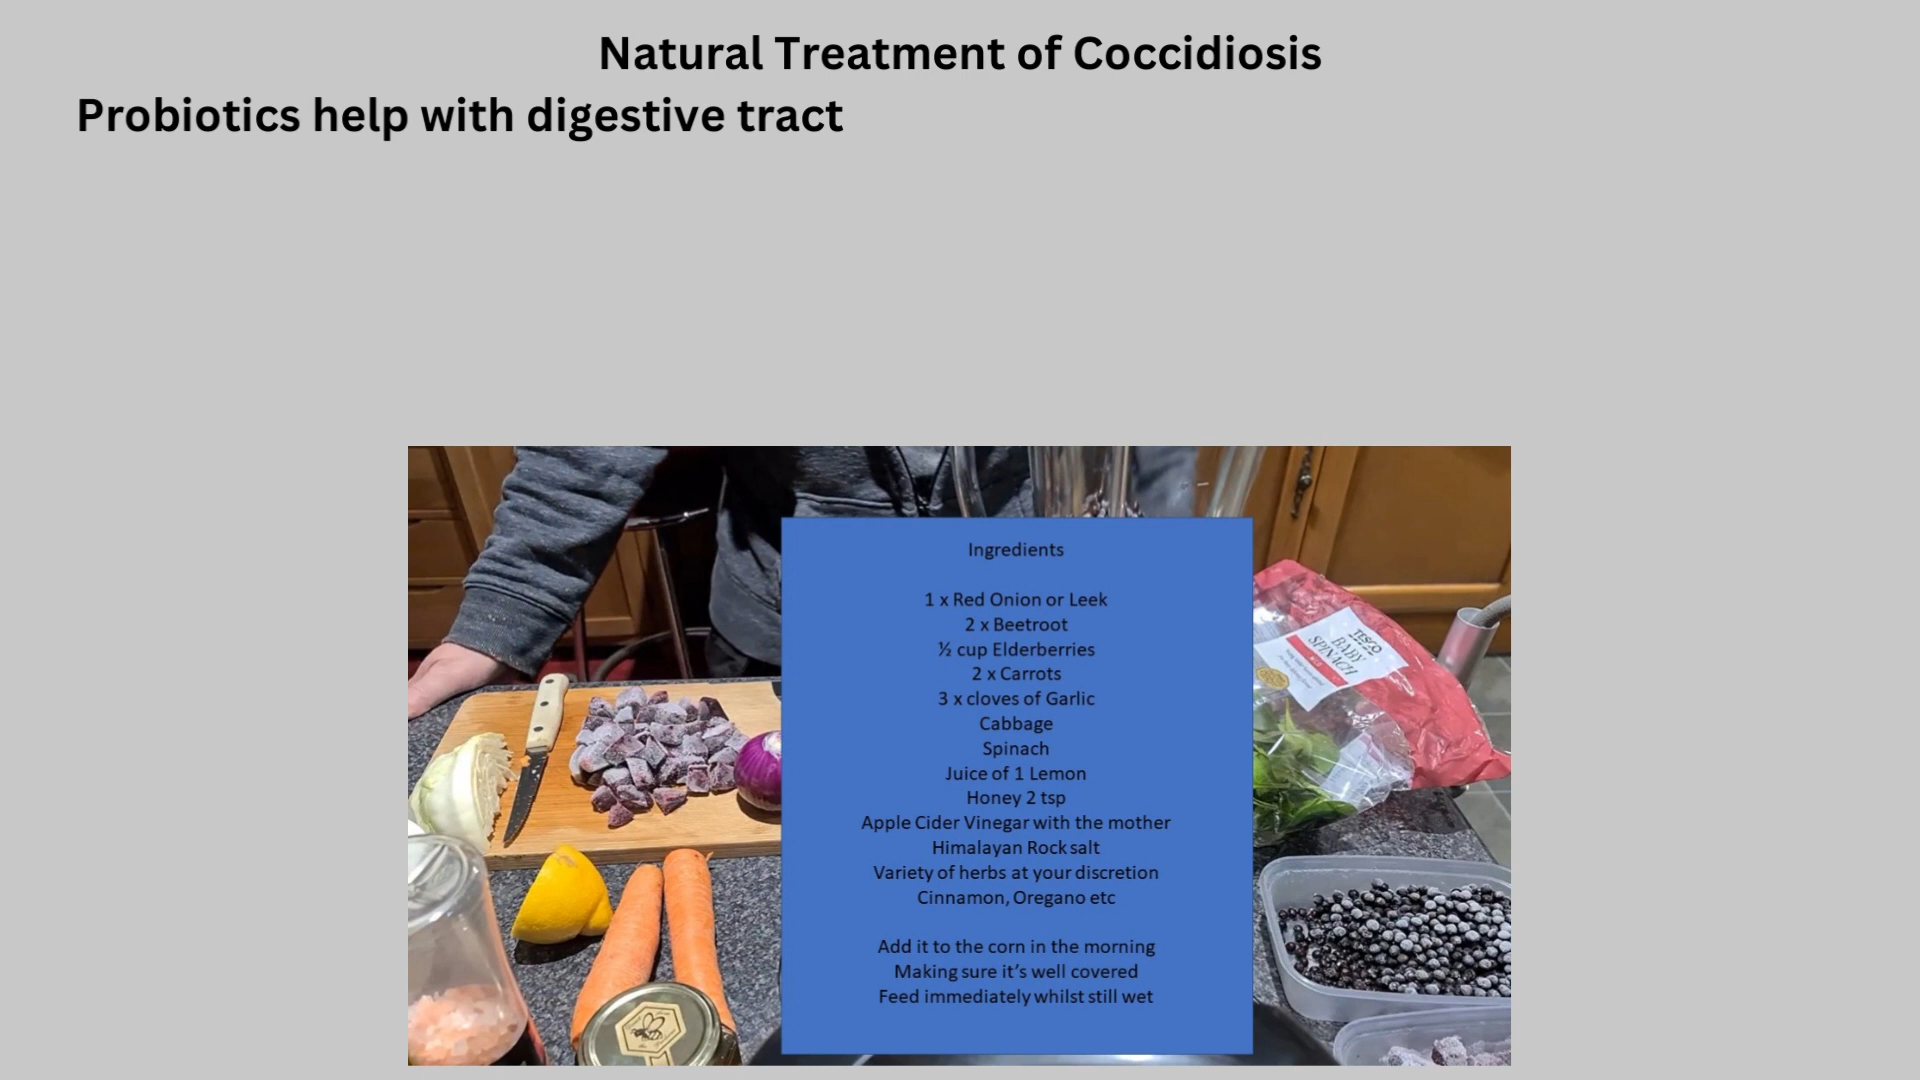 Natural Treatment of Coccidiosis
Probiotics help with digestive tract
Ingredients
1 x Red Onion or Leek
2 x Beetroot
½ cup Elderberries
2 x Carrots
3 x cloves of Garlic
Cabbage
Spinach
Juice of 1 Lemon
Honey 2 tsp
Apple Cider Vinegar with the mother
Himalayan Rock salt
Variety of herbs at your discretion
Cinnamon, Oregano etc
Add it to the corn in the morning
Making sure it’s well covered
Feed immediately whilst still wet
TESCO
BABY
SPINACH